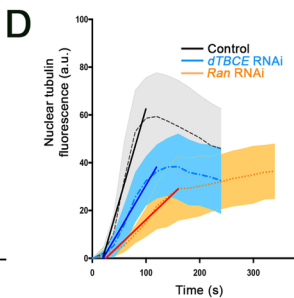 D
Control
dTBCE RNAi
Ran RNAi
Nuclear tubulin
fluorescence (a.u.)
100
80
60
40
20
0
0 100 200 300
Time (s)